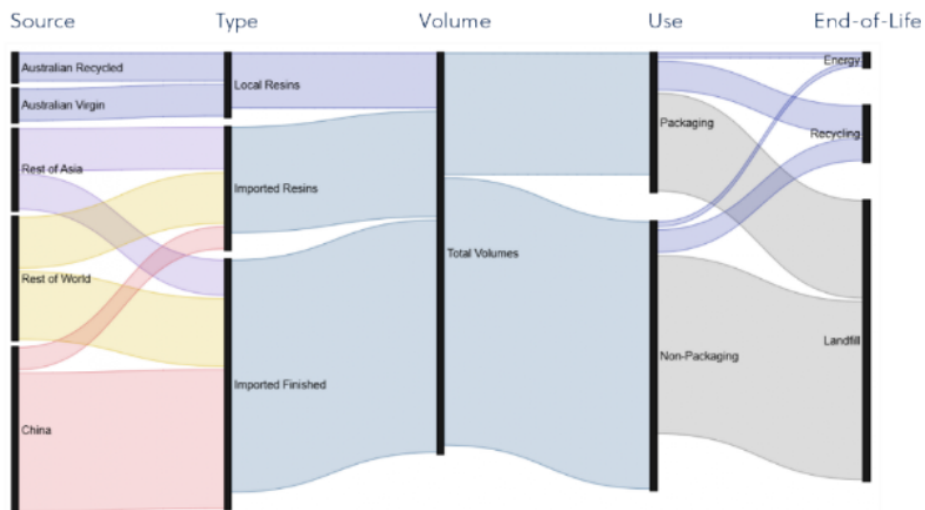 Source Type Volume Use End-of-Life
Australian Recycled
Australian Virgin
Rest of Asia
Rest of World
China
Local Resins
Imported Resins
Imported Finished
Total Volumes
Packaging
Non-Packaging
Energy
Recycling
Landfill